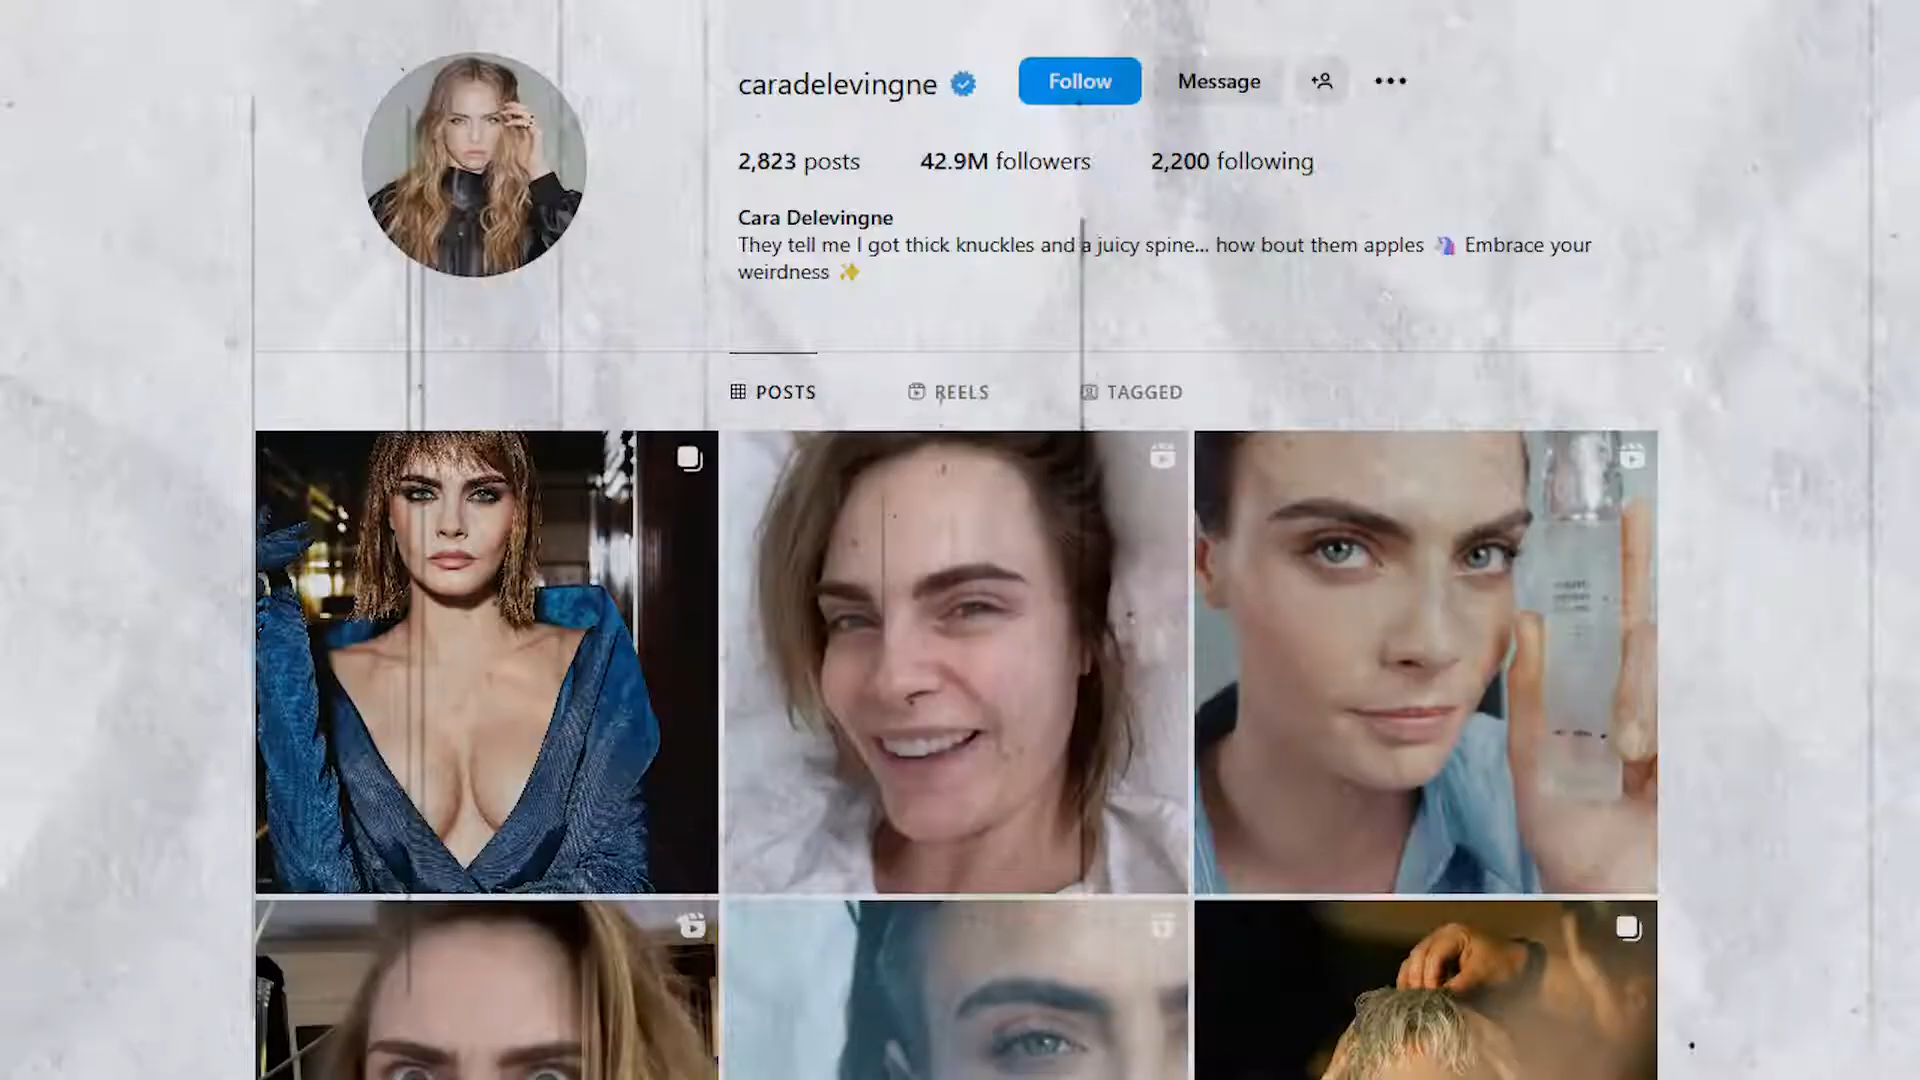 caradelevingne Follow Message
2,823 posts 42.9M followers 2,200 following
Cara Delevingne
They tell me I got thick knuckles and a juicy spine... how bout them apples 🦄 Embrace your
weirdness ✨
POSTS REELS TAGGED